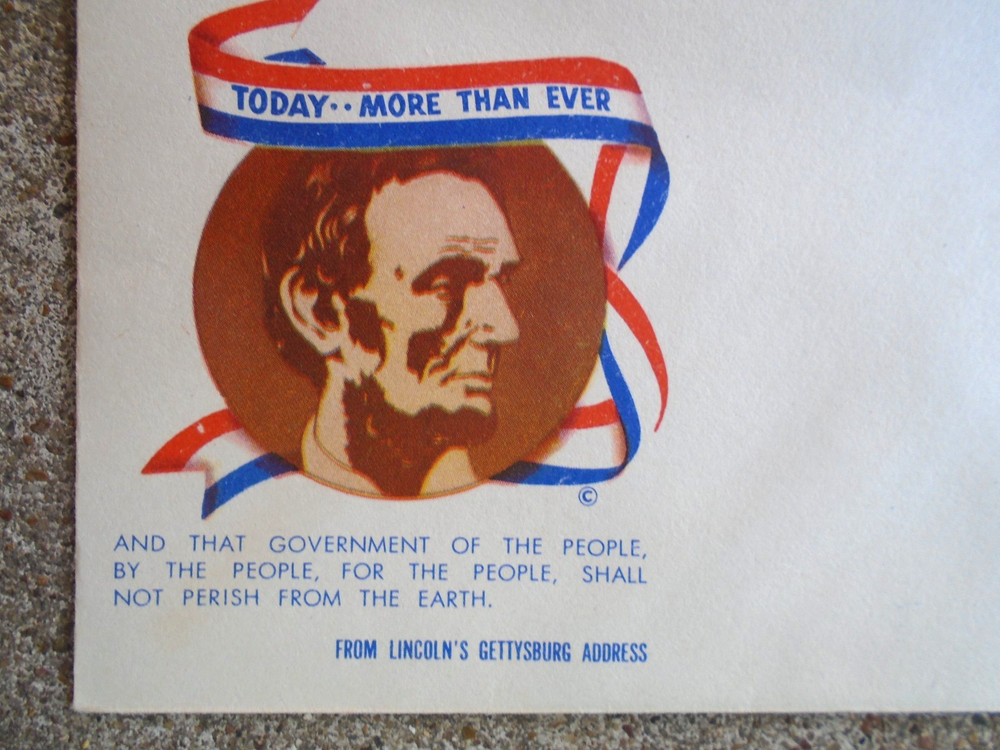 TODAY·· MORE THAN EVER
©
AND THAT GOVERNMENT OF THE PEOPLE,
BY THE PEOPLE, FOR THE PEOPLE, SHALL
NOT PERISH FROM THE EARTH.
FROM LINCOLN'S GETTYSBURG ADDRESS